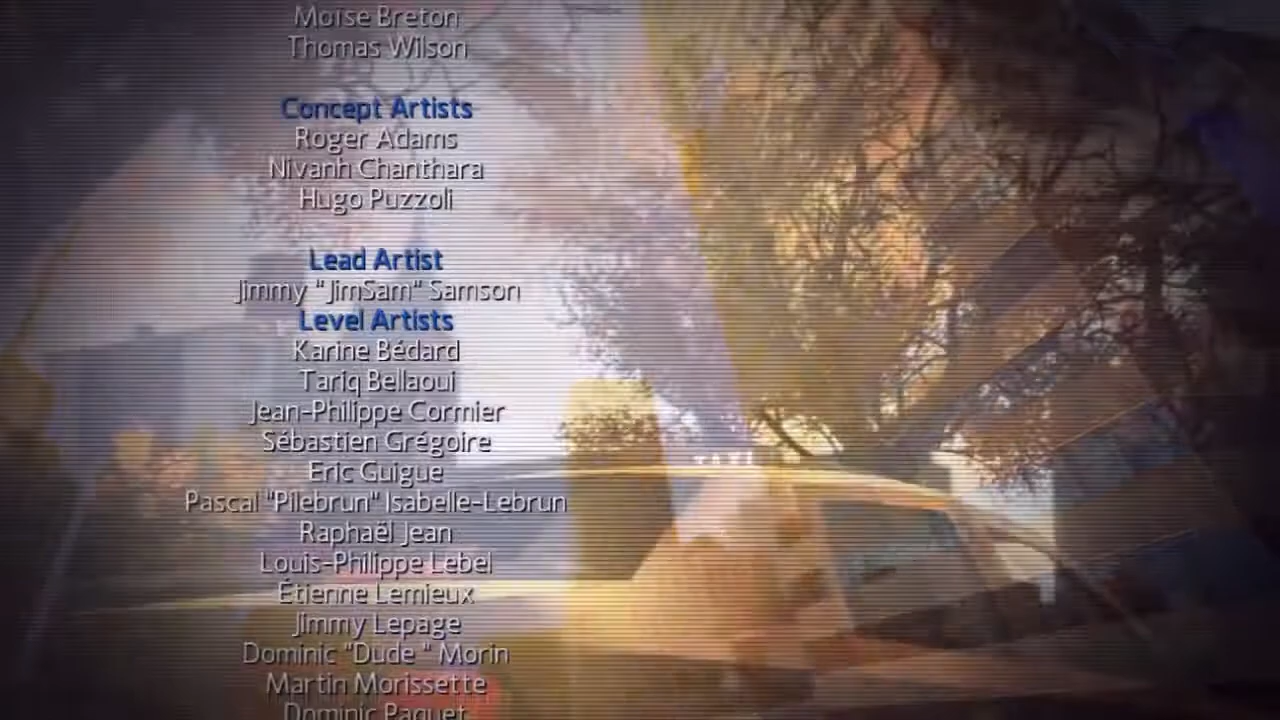 Moïse Breton
Thomas Wilson
Concept Artists
Roger Adams
Nivanh Chanthara
Hugo Puzzoli
Lead Artist
Jimmy "JimSam" Samson
Level Artists
Karine Bédard
Tariq Bellaoui
Jean-Philippe Cormier
Sébastien Grégoire
Eric Guigue
Pascal "Pilebrun" Isabelle-Lebrun
Raphaël Jean
Louis-Philippe Lebel
Étienne Lemieux
Jimmy Lepage
Dominic "Dude " Morin
Martin Morissette
Dominic Paquet
TAXI